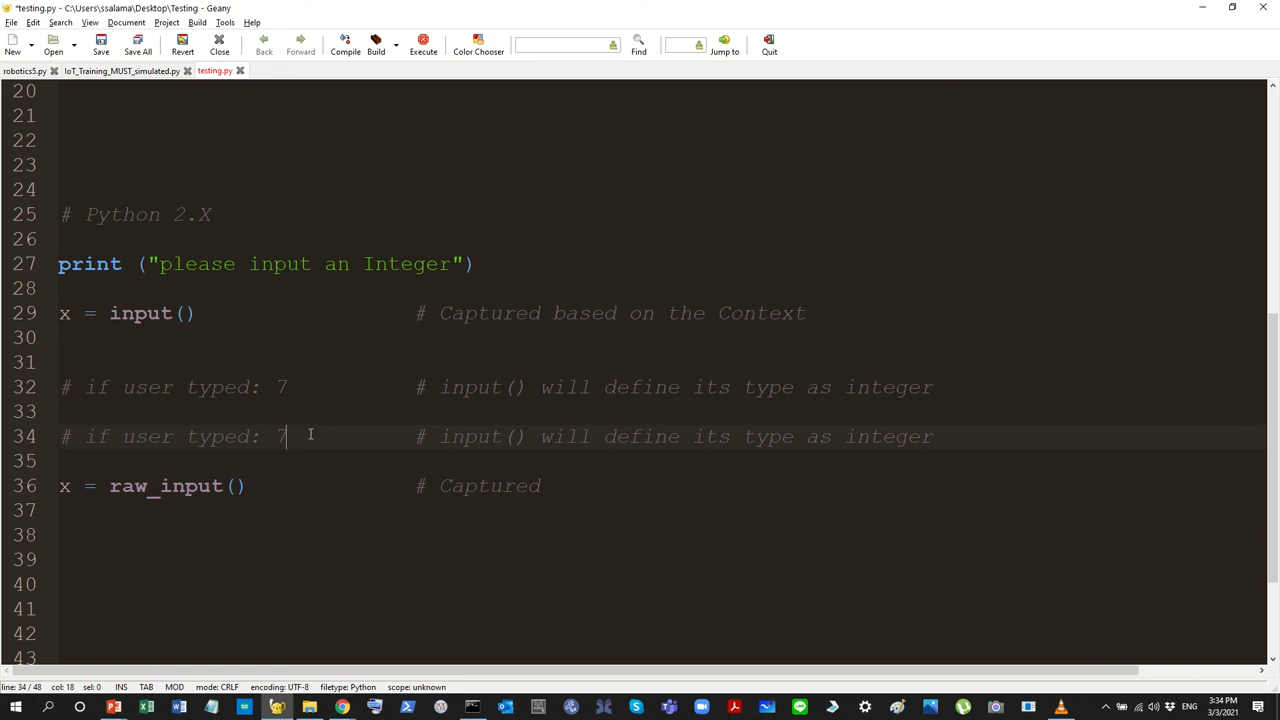 *testing.py - C:\Users\ssalama\Desktop\Testing - Geany
File Edit Search View Document Project Build Tools Help
New Open Save Save All Revert Close Back Forward Compile Build Execute Color Chooser Find Jump to Quit
robotics5.py IoT_Training_MUST_simulated.py testing.py
20
21
22
23
24
25 # Python 2.X
26
27 print ("please input an Integer")
28
29 x = input() # Captured based on the Context
30
31
32 # if user typed: 7 # input() will define its type as integer
33
34 # if user typed: 7 # input() will define its type as integer
35
36 x = raw_input() # Captured
37
38
39
40
41
42
43
line: 34 / 48 col: 18 sel: 0 INS TAB MOD mode: CRLF encoding: UTF-8 filetype: Python scope: unknown
ENG 3:34 PM
3/3/2021